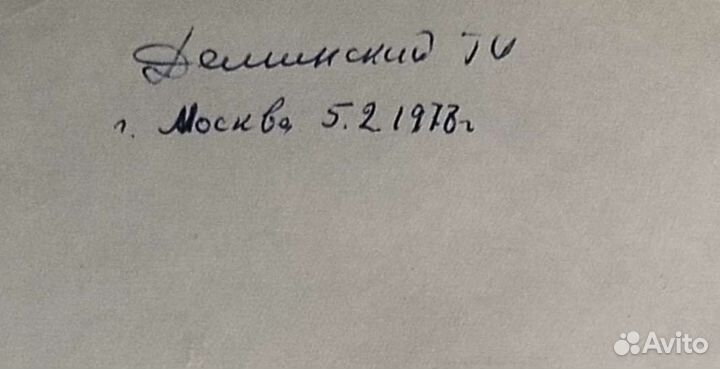 Деминский
г. Москва 5.2.1978г
Avito